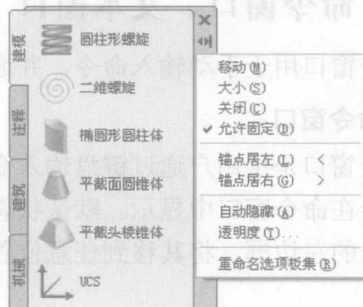 建模
注释
建筑
机械
圆柱形螺旋
二维螺旋
椭圆形圆柱体
平截面圆锥体
平截头棱锥体
UCS
移动(M)
大小(S)
关闭(C)
✓ 允许固定(D)
锚点居左(L) <
锚点居右(G) >
自动隐藏(A)
透明度(T)...
重命名选项板集(R)